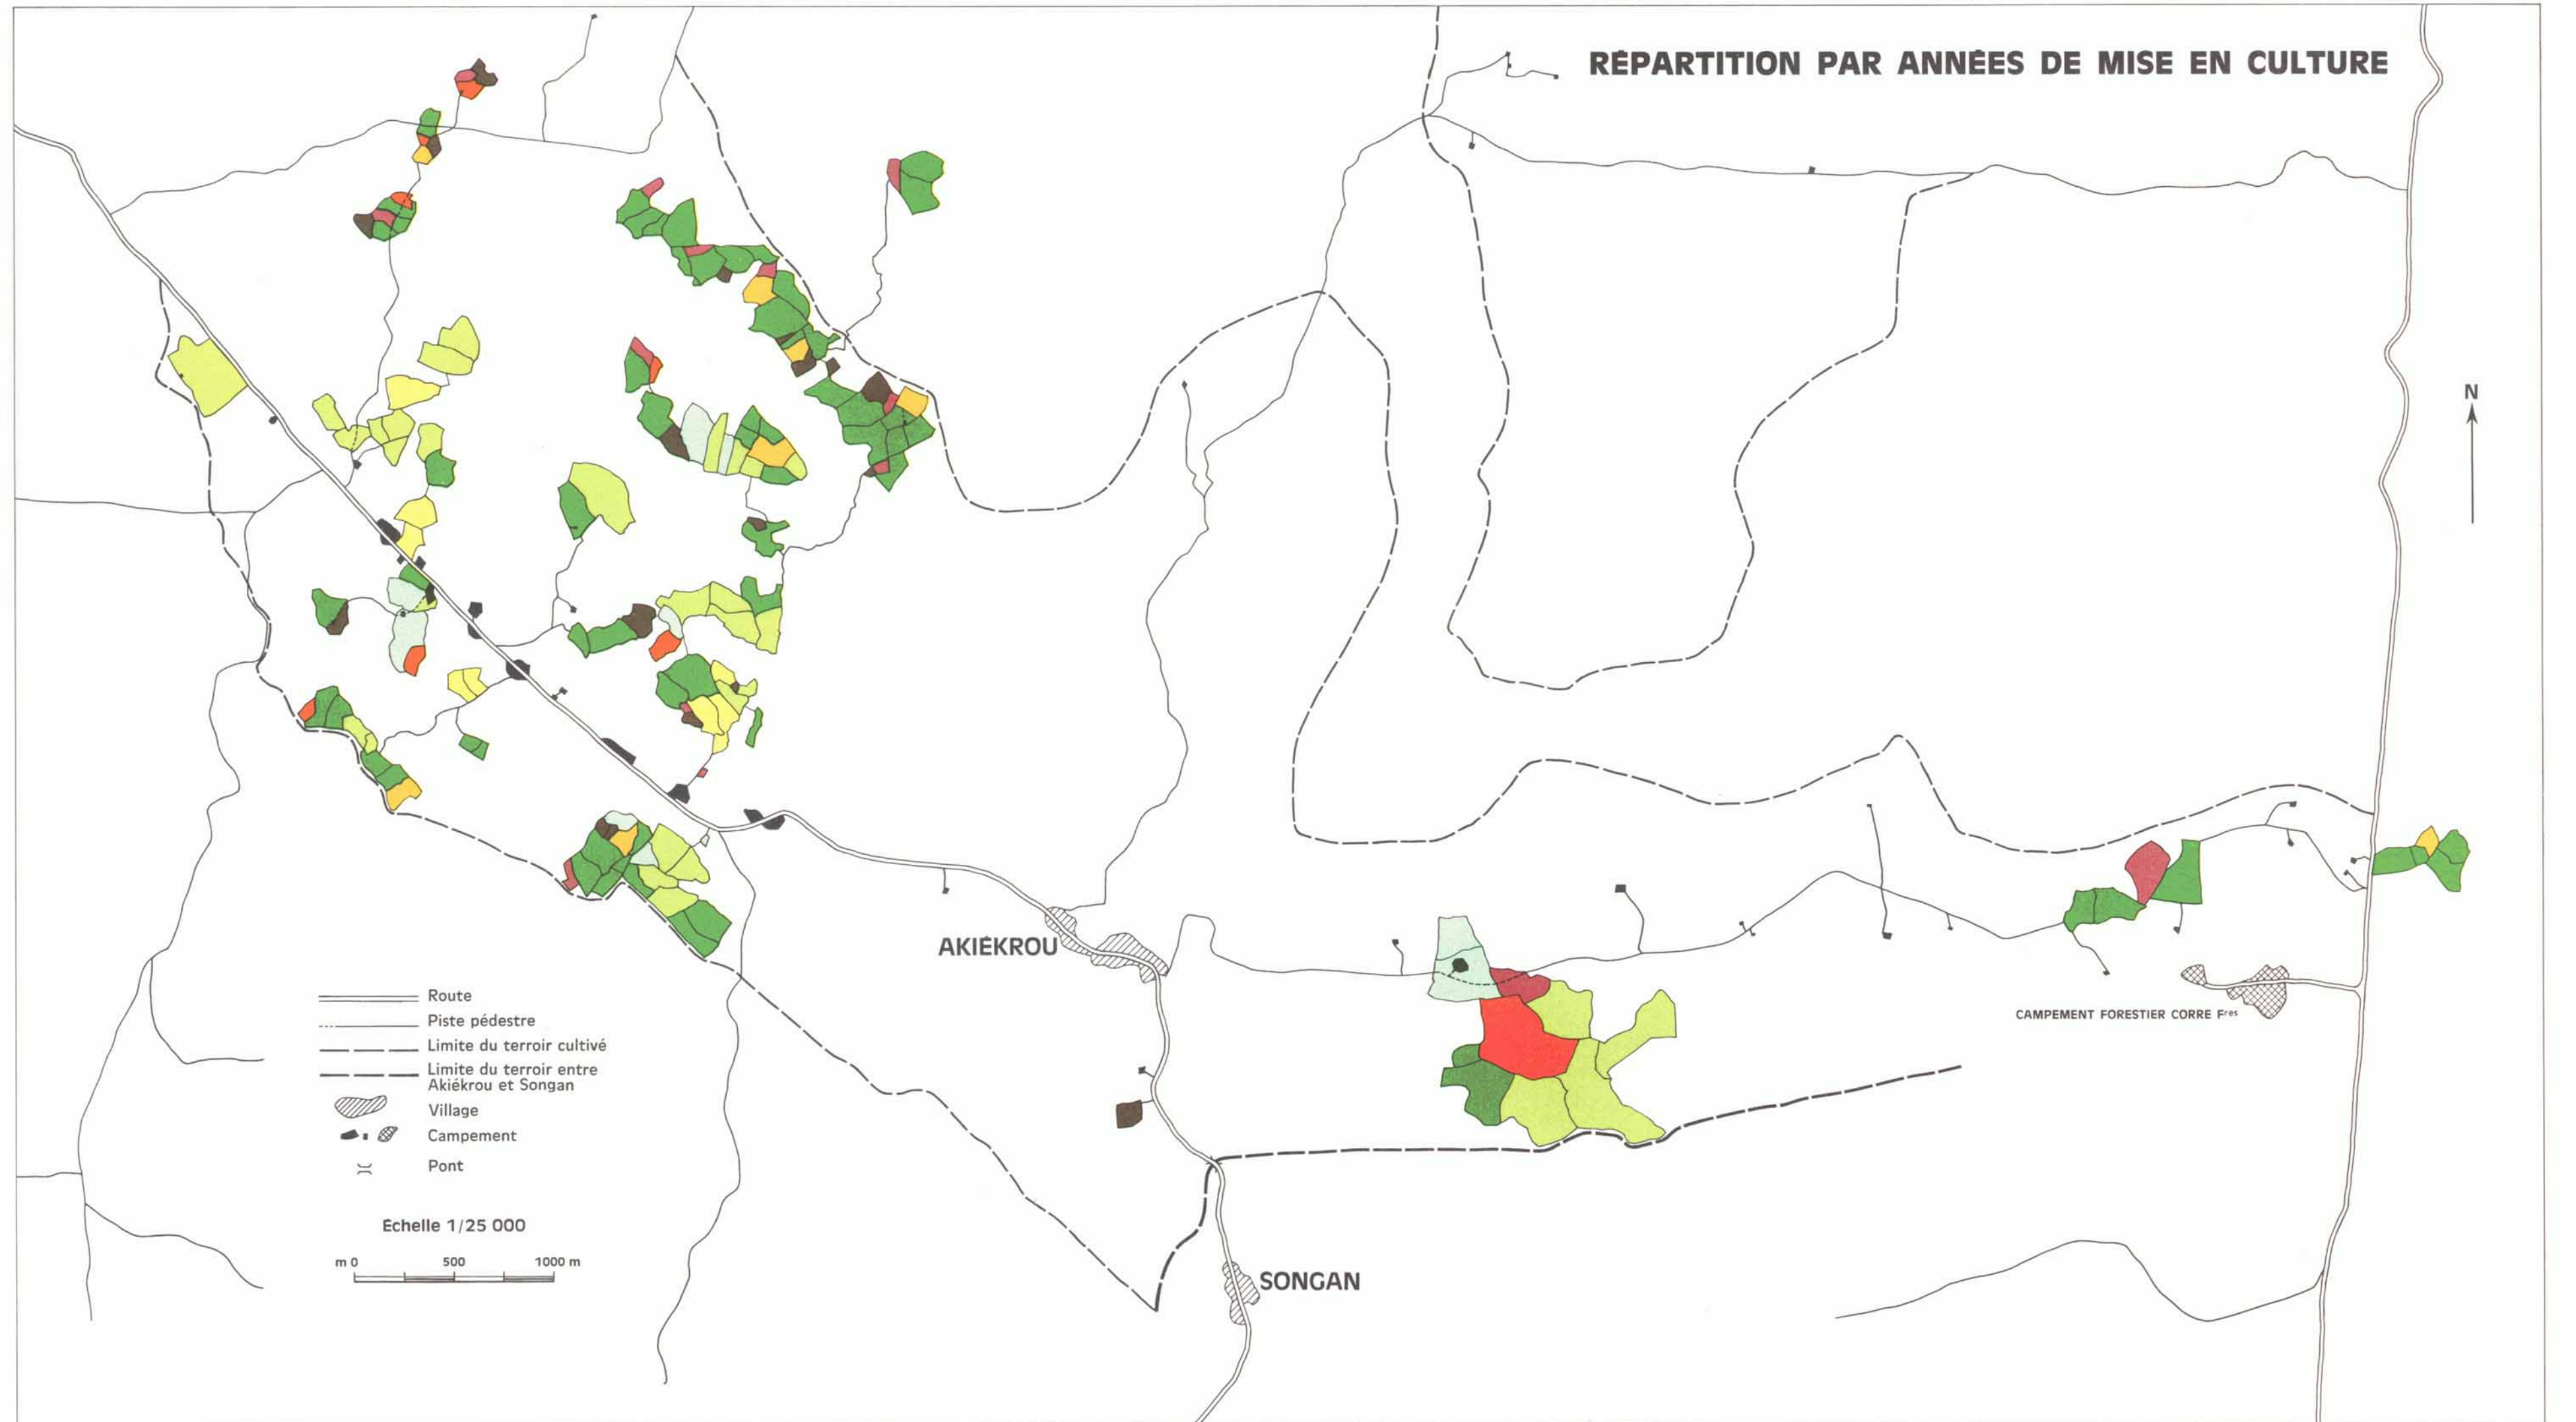 RÉPARTITION PAR ANNÉES DE MISE EN CULTURE
N
AKIÉKROU
CAMPEMENT FORESTIER CORRE Fres
Route
Piste pédestre
Limite du terroir cultivé
Limite du terroir entre
Akiékrou et Songan
Village
Campement
Pont
Échelle 1/25 000
m 0 500 1000 m
SONGAN